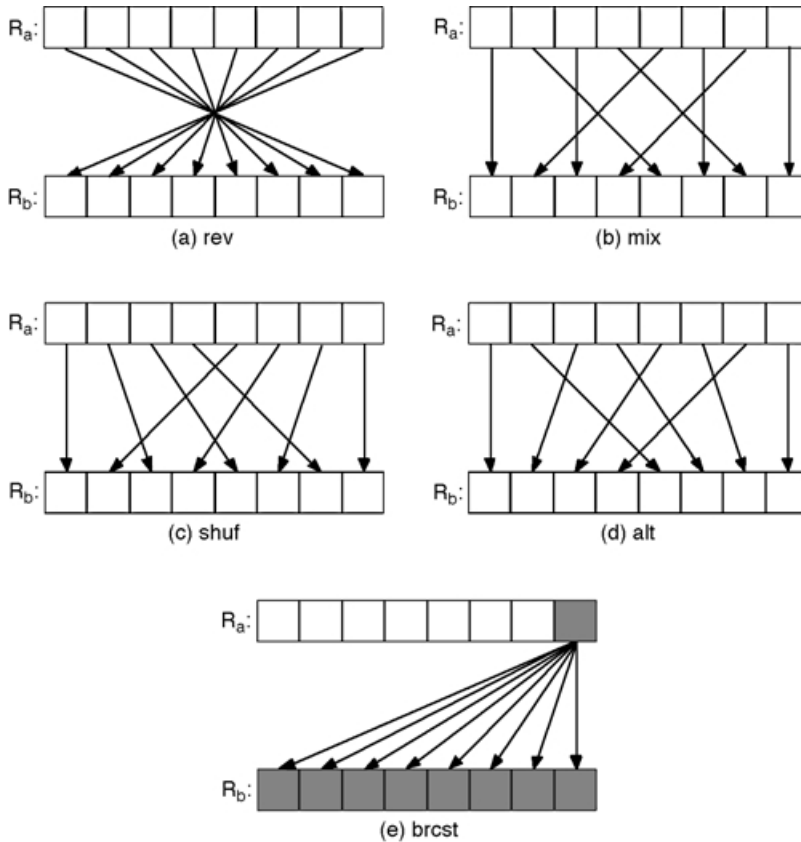 Ra:
Ra:
Rb:
Rb:
(a) rev
(b) mix
Ra:
Ra:
Rb:
Rb:
(c) shuf
(d) alt
Ra:
Rb:
(e) brcst